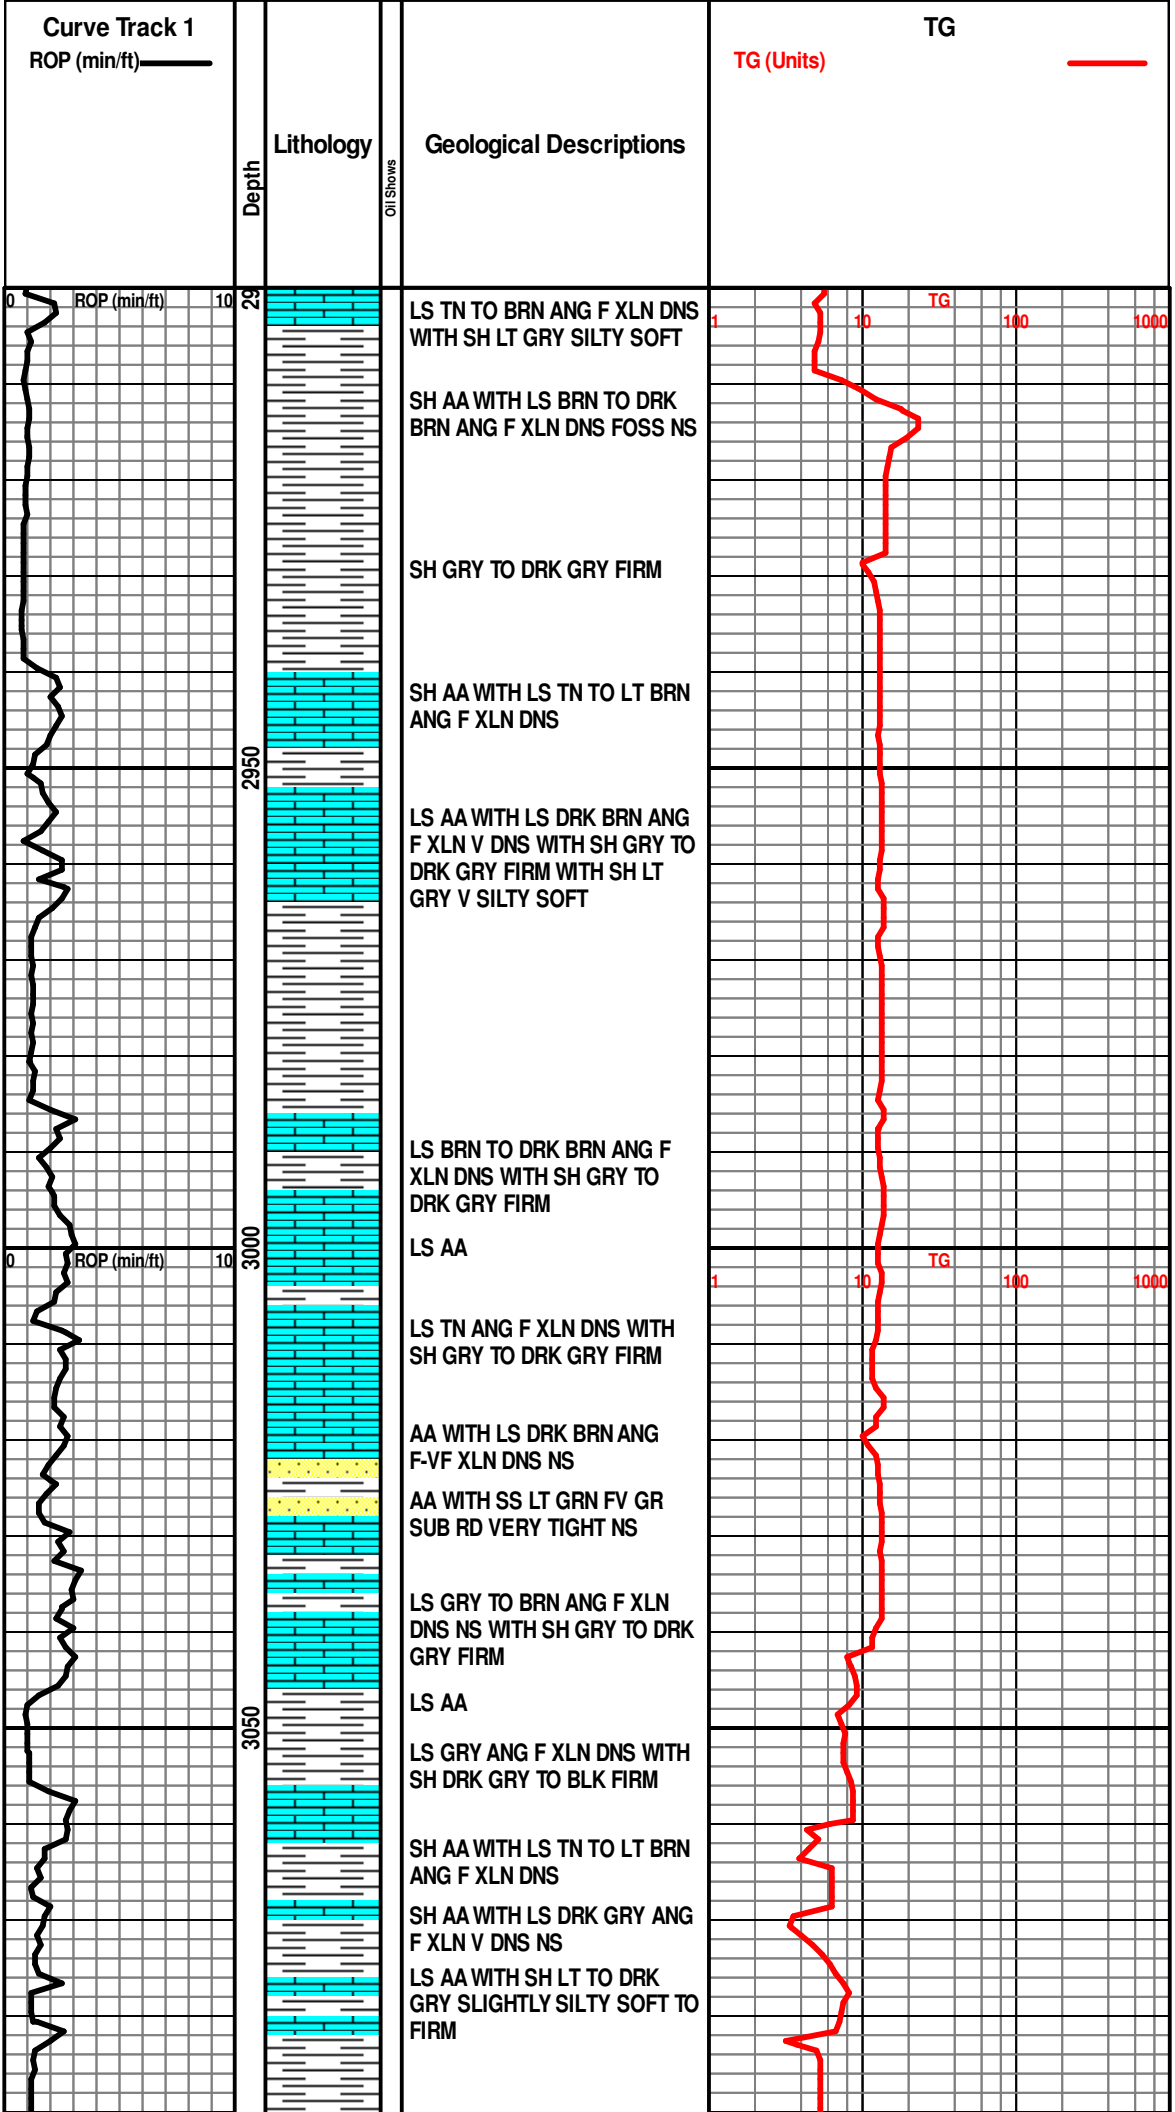 Curve Track 1
ROP (min/ft)
Depth
Lithology
Oil Shows
Geological Descriptions
TG
TG (Units)
0 ROP (min/ft) 10
29
TG
1 10 100 1000
LS TN TO BRN ANG F XLN DNS
WITH SH LT GRY SILTY SOFT
SH AA WITH LS BRN TO DRK
BRN ANG F XLN DNS FOSS NS
SH GRY TO DRK GRY FIRM
SH AA WITH LS TN TO LT BRN
ANG F XLN DNS
2950
LS AA WITH LS DRK BRN ANG
F XLN V DNS WITH SH GRY TO
DRK GRY FIRM WITH SH LT
GRY V SILTY SOFT
LS BRN TO DRK BRN ANG F
XLN DNS WITH SH GRY TO
DRK GRY FIRM
3000
LS AA
0 ROP (min/ft) 10
TG
1 10 100 1000
LS TN ANG F XLN DNS WITH
SH GRY TO DRK GRY FIRM
AA WITH LS DRK BRN ANG
F-VF XLN DNS NS
AA WITH SS LT GRN FV GR
SUB RD VERY TIGHT NS
LS GRY TO BRN ANG F XLN
DNS NS WITH SH GRY TO DRK
GRY FIRM
LS AA
3050
LS GRY ANG F XLN DNS WITH
SH DRK GRY TO BLK FIRM
SH AA WITH LS TN TO LT BRN
ANG F XLN DNS
SH AA WITH LS DRK GRY ANG
F XLN V DNS NS
LS AA WITH SH LT TO DRK
GRY SLIGHTLY SILTY SOFT TO
FIRM